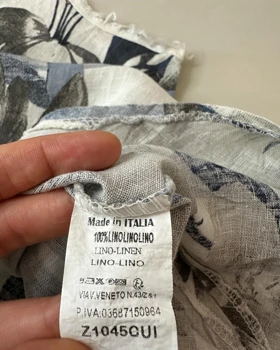 Made in ITALIA
100%LINOLINOLINO
LINO-LINEN
LINO-LINO
VIA V. VENETO N.43/Z
P.IVA:03687150964
Z1045CUI